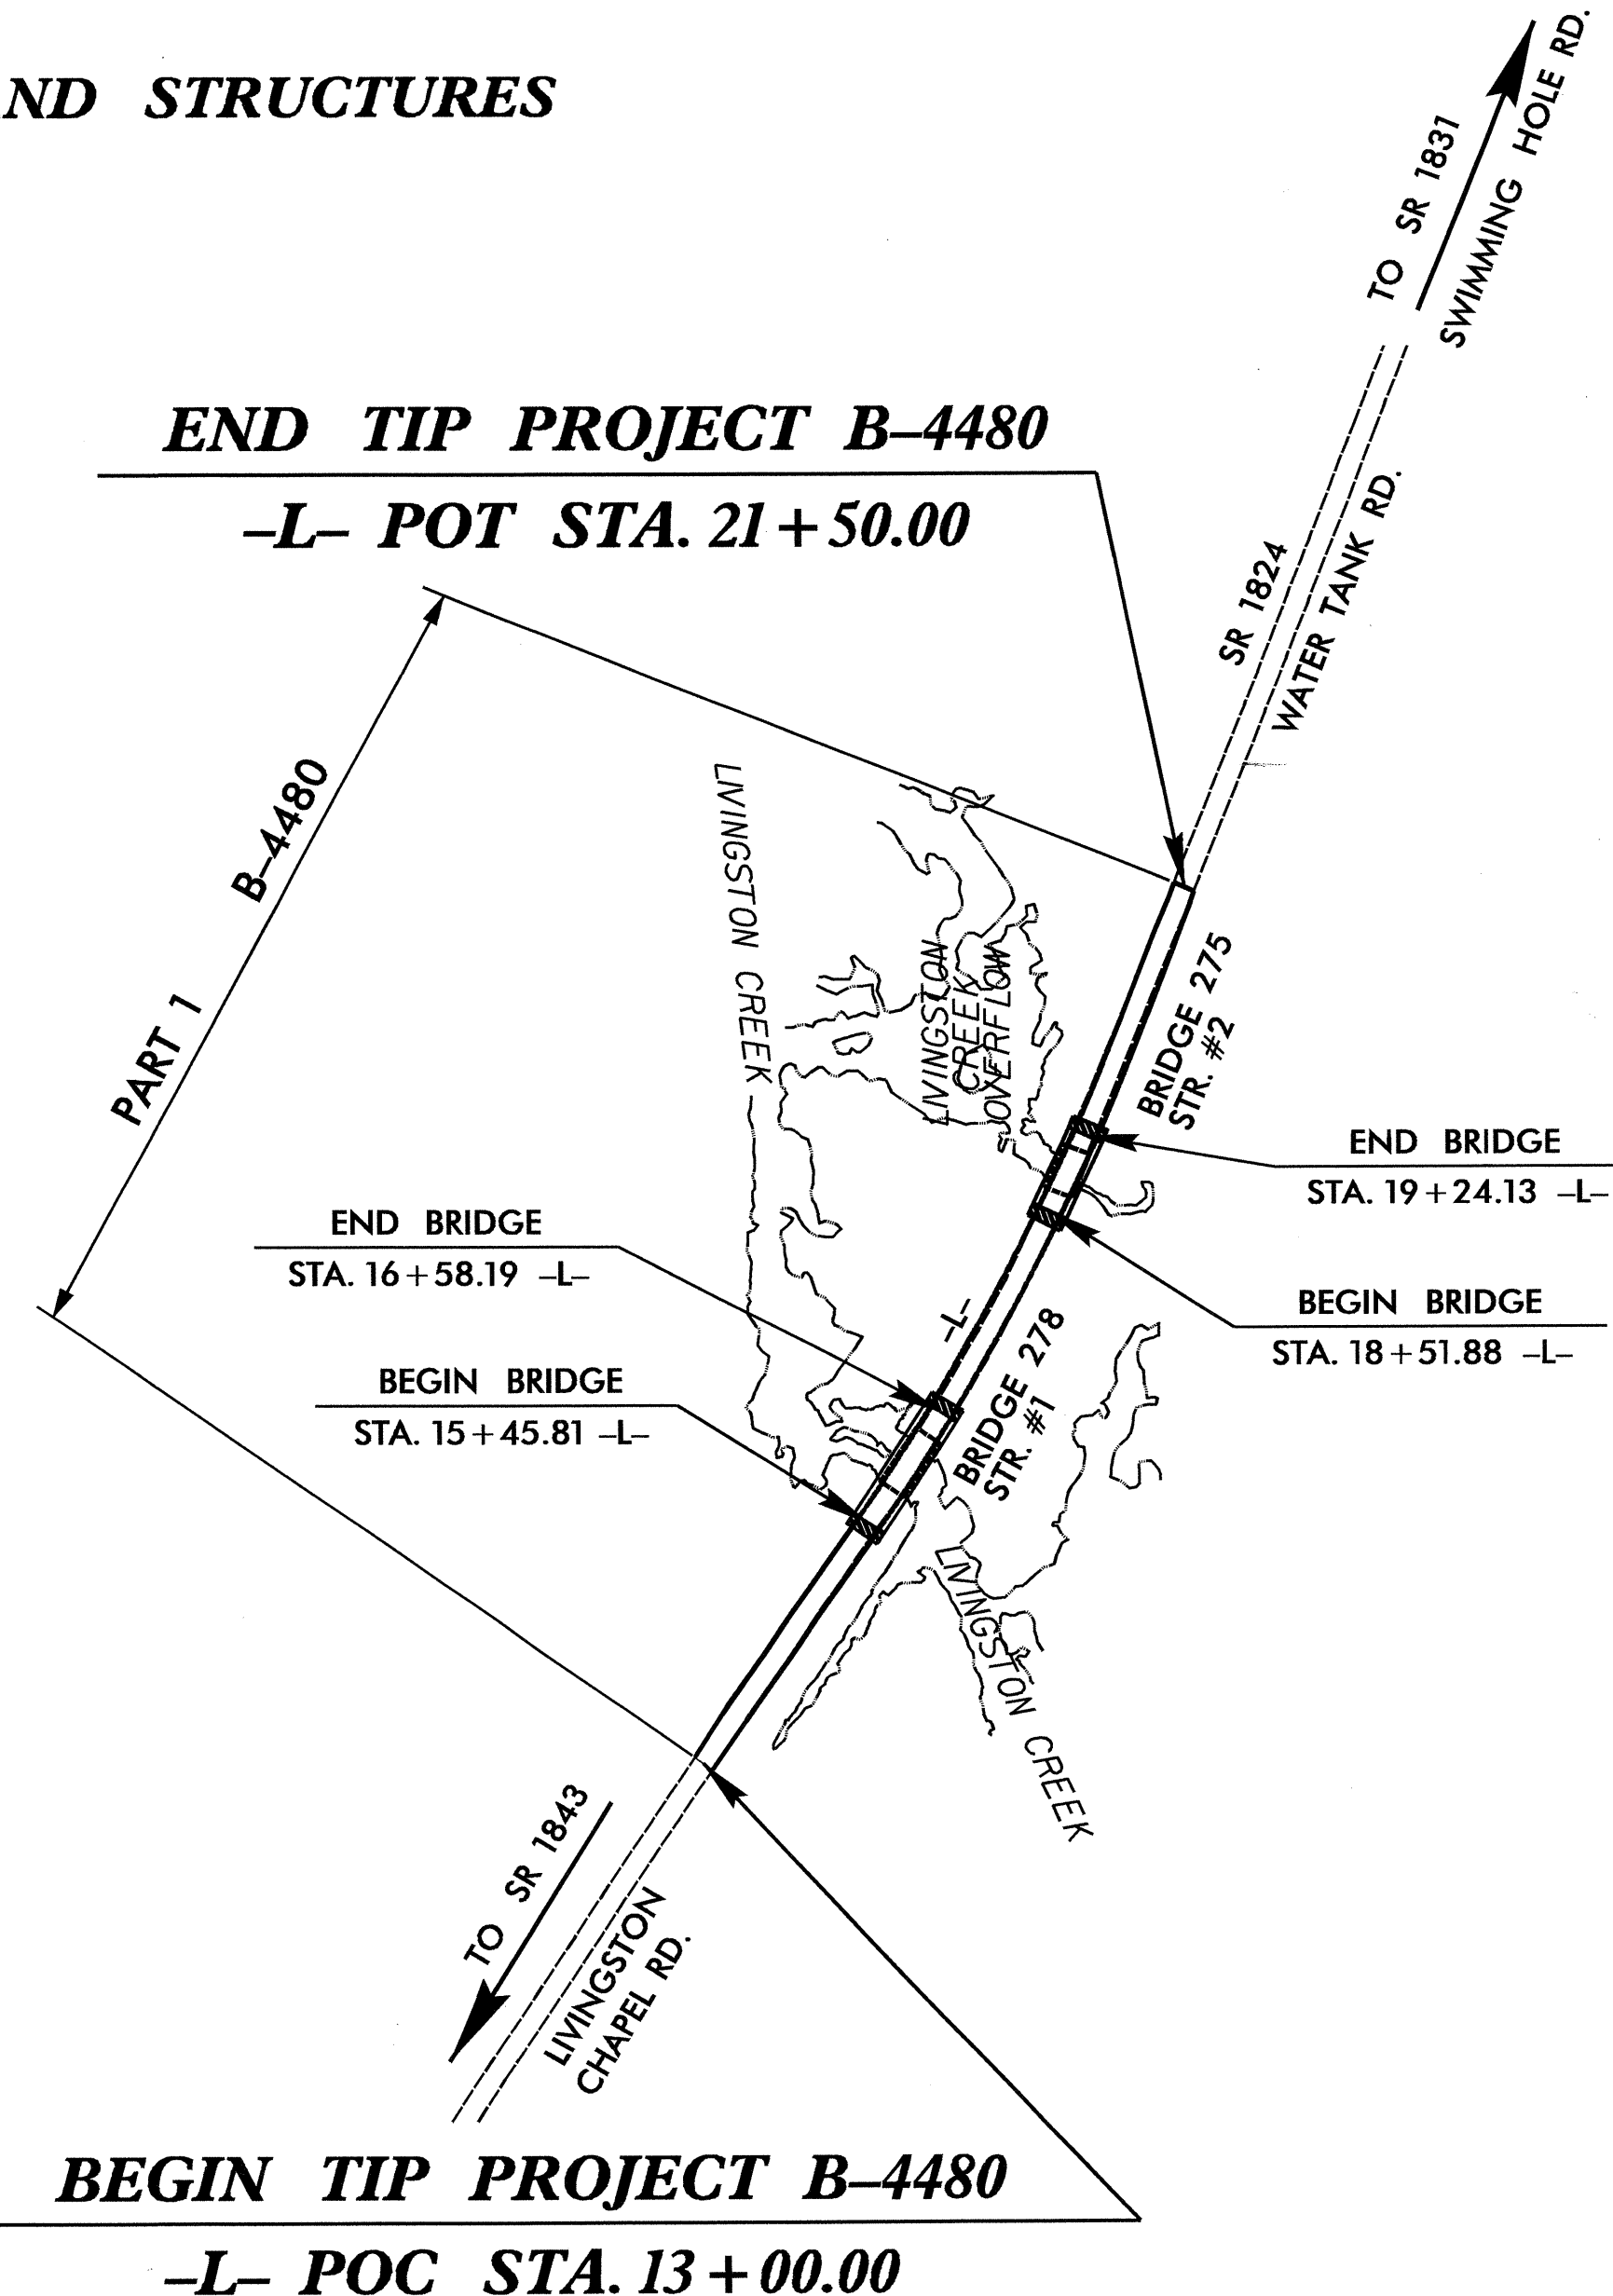 ND STRUCTURES
TO SR 1831
SWIMMING HOLE RD.
END TIP PROJECT B–4480
–L– POT STA. 21+50.00
SR 1824
WATER TANK RD.
B–4480
PART 1
LIVINGSTON CREEK
LIVINGSTON
CREEK
OVERFLOW
BRIDGE 275
STR. #2
END BRIDGE
STA. 19+24.13 –L–
END BRIDGE
STA. 16+58.19 –L–
BEGIN BRIDGE
STA. 18+51.88 –L–
–L–
BRIDGE 278
STR. #1
BEGIN BRIDGE
STA. 15+45.81 –L–
LIVINGSTON CREEK
TO SR 1843
LIVINGSTON
CHAPEL RD.
BEGIN TIP PROJECT B–4480
–L– POC STA. 13+00.00